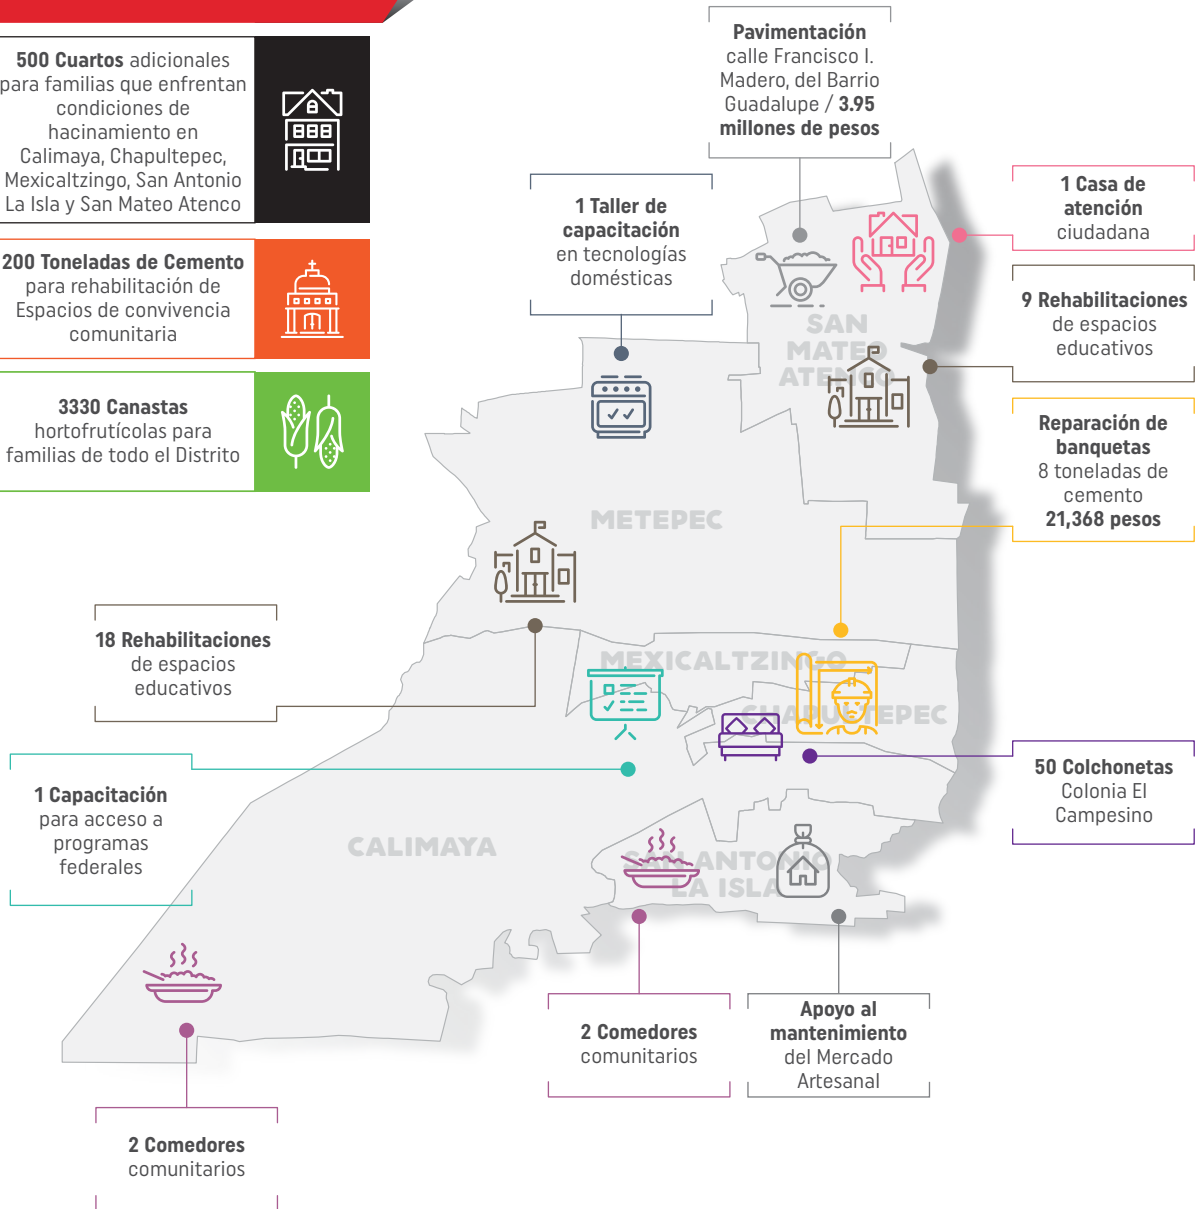 500 Cuartos adicionales
para familias que enfrentan
condiciones de
hacinamiento en
Calimaya, Chapultepec,
Mexicaltzingo, San Antonio
La Isla y San Mateo Atenco
200 Toneladas de Cemento
para rehabilitación de
Espacios de convivencia
comunitaria
3330 Canastas
hortofrutícolas para
familias de todo el Distrito
Pavimentación
calle Francisco I.
Madero, del Barrio
Guadalupe / 3.95
millones de pesos
1 Taller de
capacitación
en tecnologías
domésticas
1 Casa de
atención
ciudadana
9 Rehabilitaciones
de espacios
educativos
Reparación de
banquetas
8 toneladas de
cemento
21,368 pesos
SAN
MATEO
ATENCO
METEPEC
18 Rehabilitaciones
de espacios
educativos
MEXICALTZINGO
CHAPULTEPEC
1 Capacitación
para acceso a
programas
federales
50 Colchonetas
Colonia El
Campesino
CALIMAYA
SAN ANTONIO
LA ISLA
2 Comedores
comunitarios
Apoyo al
mantenimiento
del Mercado
Artesanal
2 Comedores
comunitarios